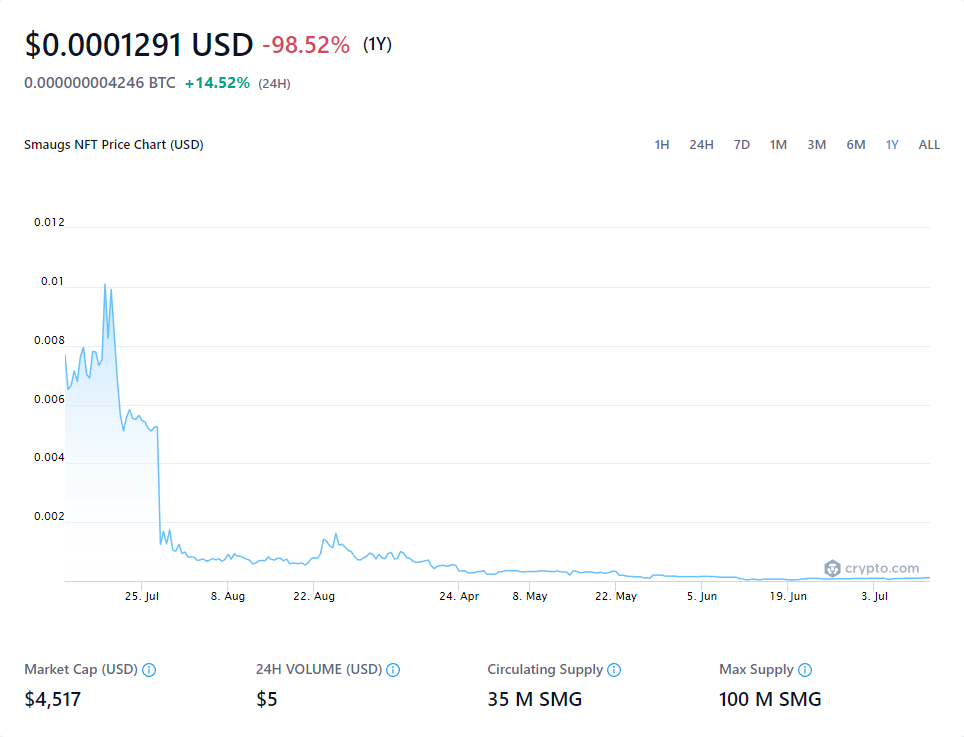 $0.0001291 USD -98.52% (1Y)
0.000000004246 BTC +14.52% (24H)
Smaugs NFT Price Chart (USD) 1H 24H 7D 1M 3M 6M 1Y ALL
0.012
0.01
0.008
0.006
0.004
0.002
crypto.com
25. Jul 8. Aug 22. Aug 24. Apr 8. May 22. May 5. Jun 19. Jun 3. Jul
Market Cap (USD) 24H VOLUME (USD) Circulating Supply Max Supply
$4,517 $5 35 M SMG 100 M SMG